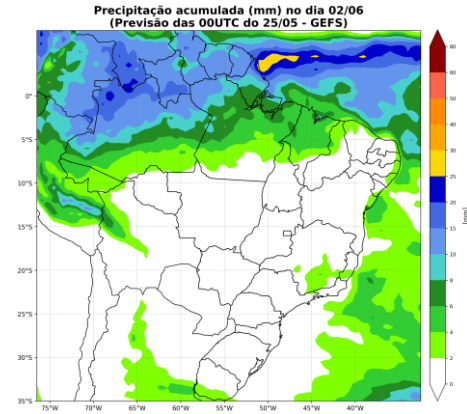 Precipitação acumulada (mm) no dia 02/06
(Previsão das 00UTC do 25/05 - GEFS)
0°
5°S
10°S
15°S
20°S
25°S
30°S
35°S
75°W 70°W 65°W 60°W 55°W 50°W 45°W 40°W
80
60
50
40
30
25
20
15
10
8
6
4
2
0
[mm]